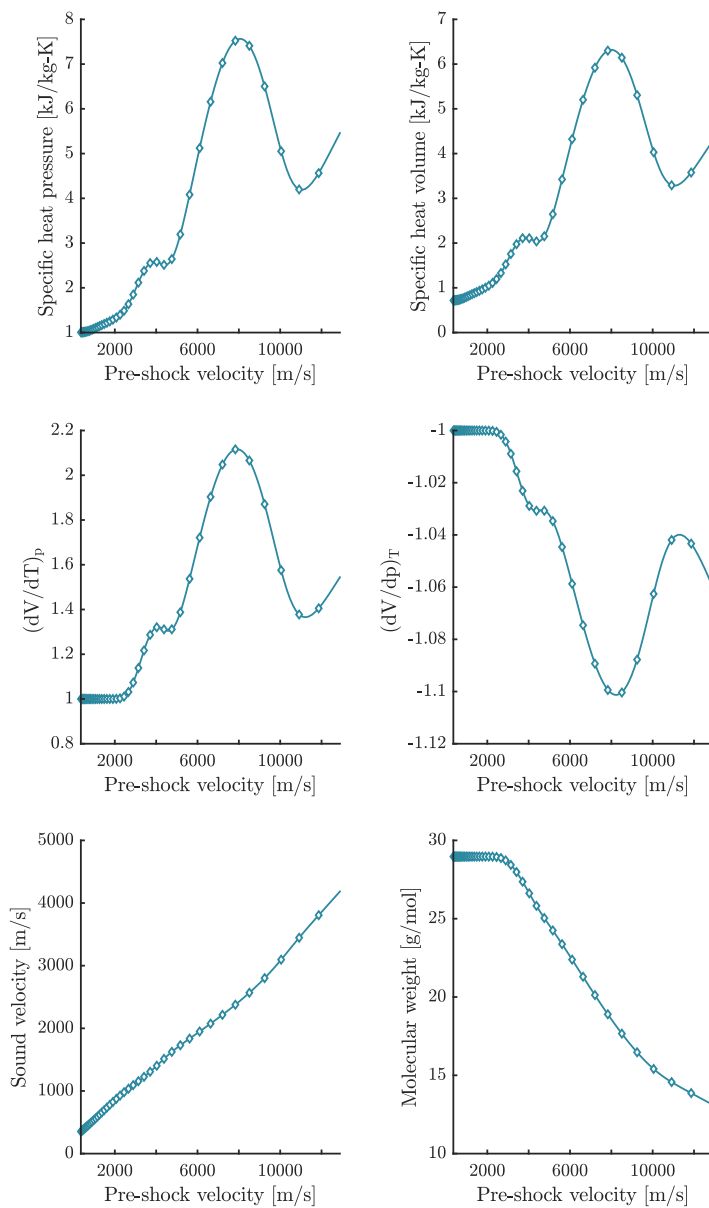 Specific heat pressure [kJ/kg-K]
8
7
6
5
4
3
2
1
2000 6000 10000
Pre-shock velocity [m/s]
Specific heat volume [kJ/kg-K]
7
6
5
4
3
2
1
0
2000 6000 10000
Pre-shock velocity [m/s]
(dV/dT)p
2.2
2
1.8
1.6
1.4
1.2
1
0.8
2000 6000 10000
Pre-shock velocity [m/s]
(dV/dp)T
-1
-1.02
-1.04
-1.06
-1.08
-1.1
-1.12
2000 6000 10000
Pre-shock velocity [m/s]
Sound velocity [m/s]
5000
4000
3000
2000
1000
0
2000 6000 10000
Pre-shock velocity [m/s]
Molecular weight [g/mol]
30
25
20
15
10
2000 6000 10000
Pre-shock velocity [m/s]